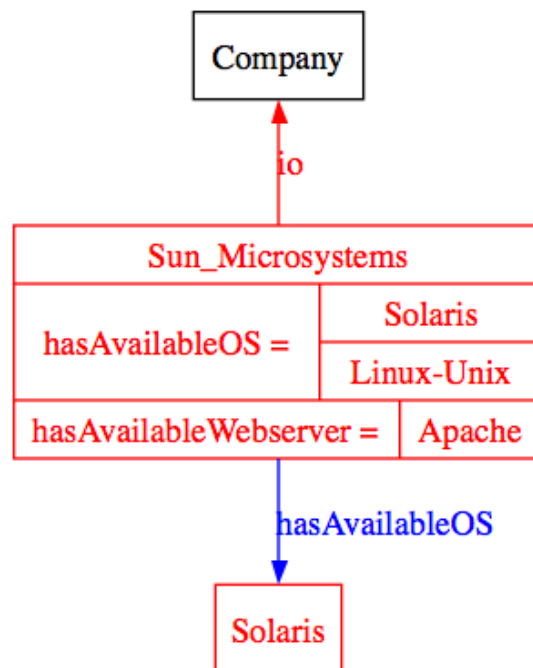 Company
io
Sun_Microsystems
hasAvailableOS =
Solaris
Linux-Unix
hasAvailableWebserver =
Apache
hasAvailableOS
Solaris